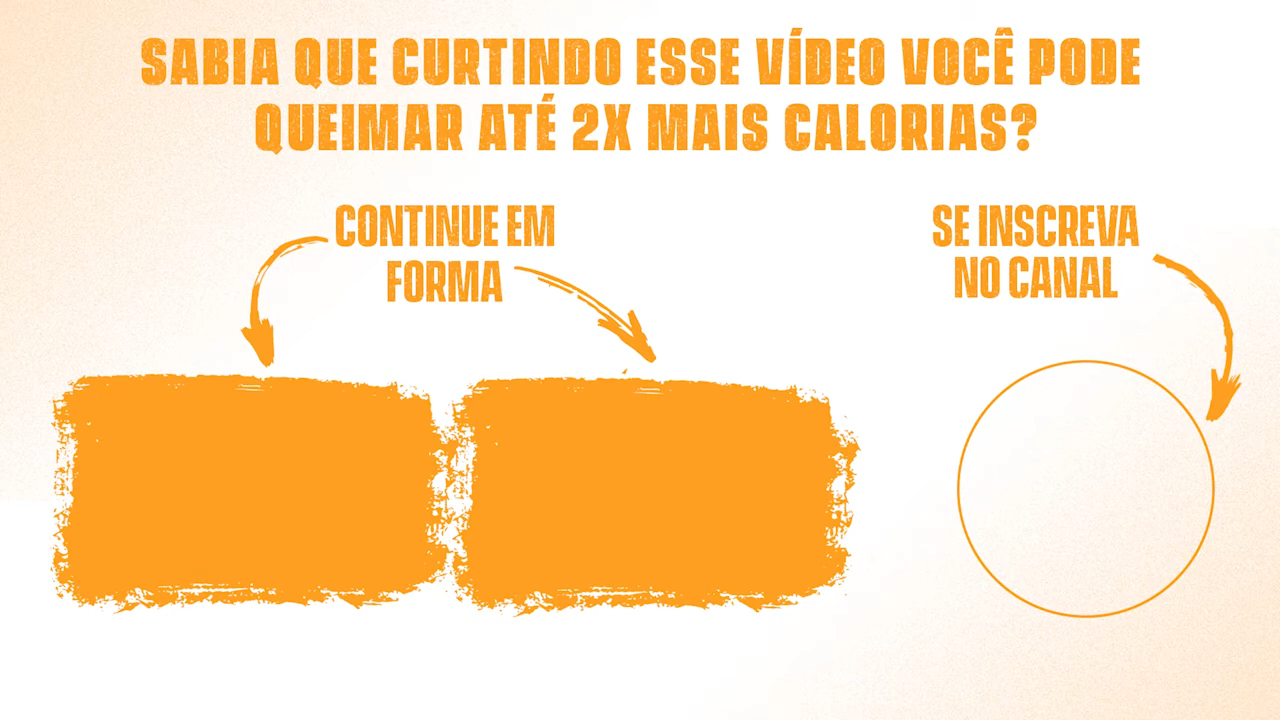 SABIA QUE CURTINDO ESSE VÍDEO VOCÊ PODE
QUEIMAR ATÉ 2X MAIS CALORIAS?
CONTINUE EM
FORMA
SE INSCREVA
NO CANAL